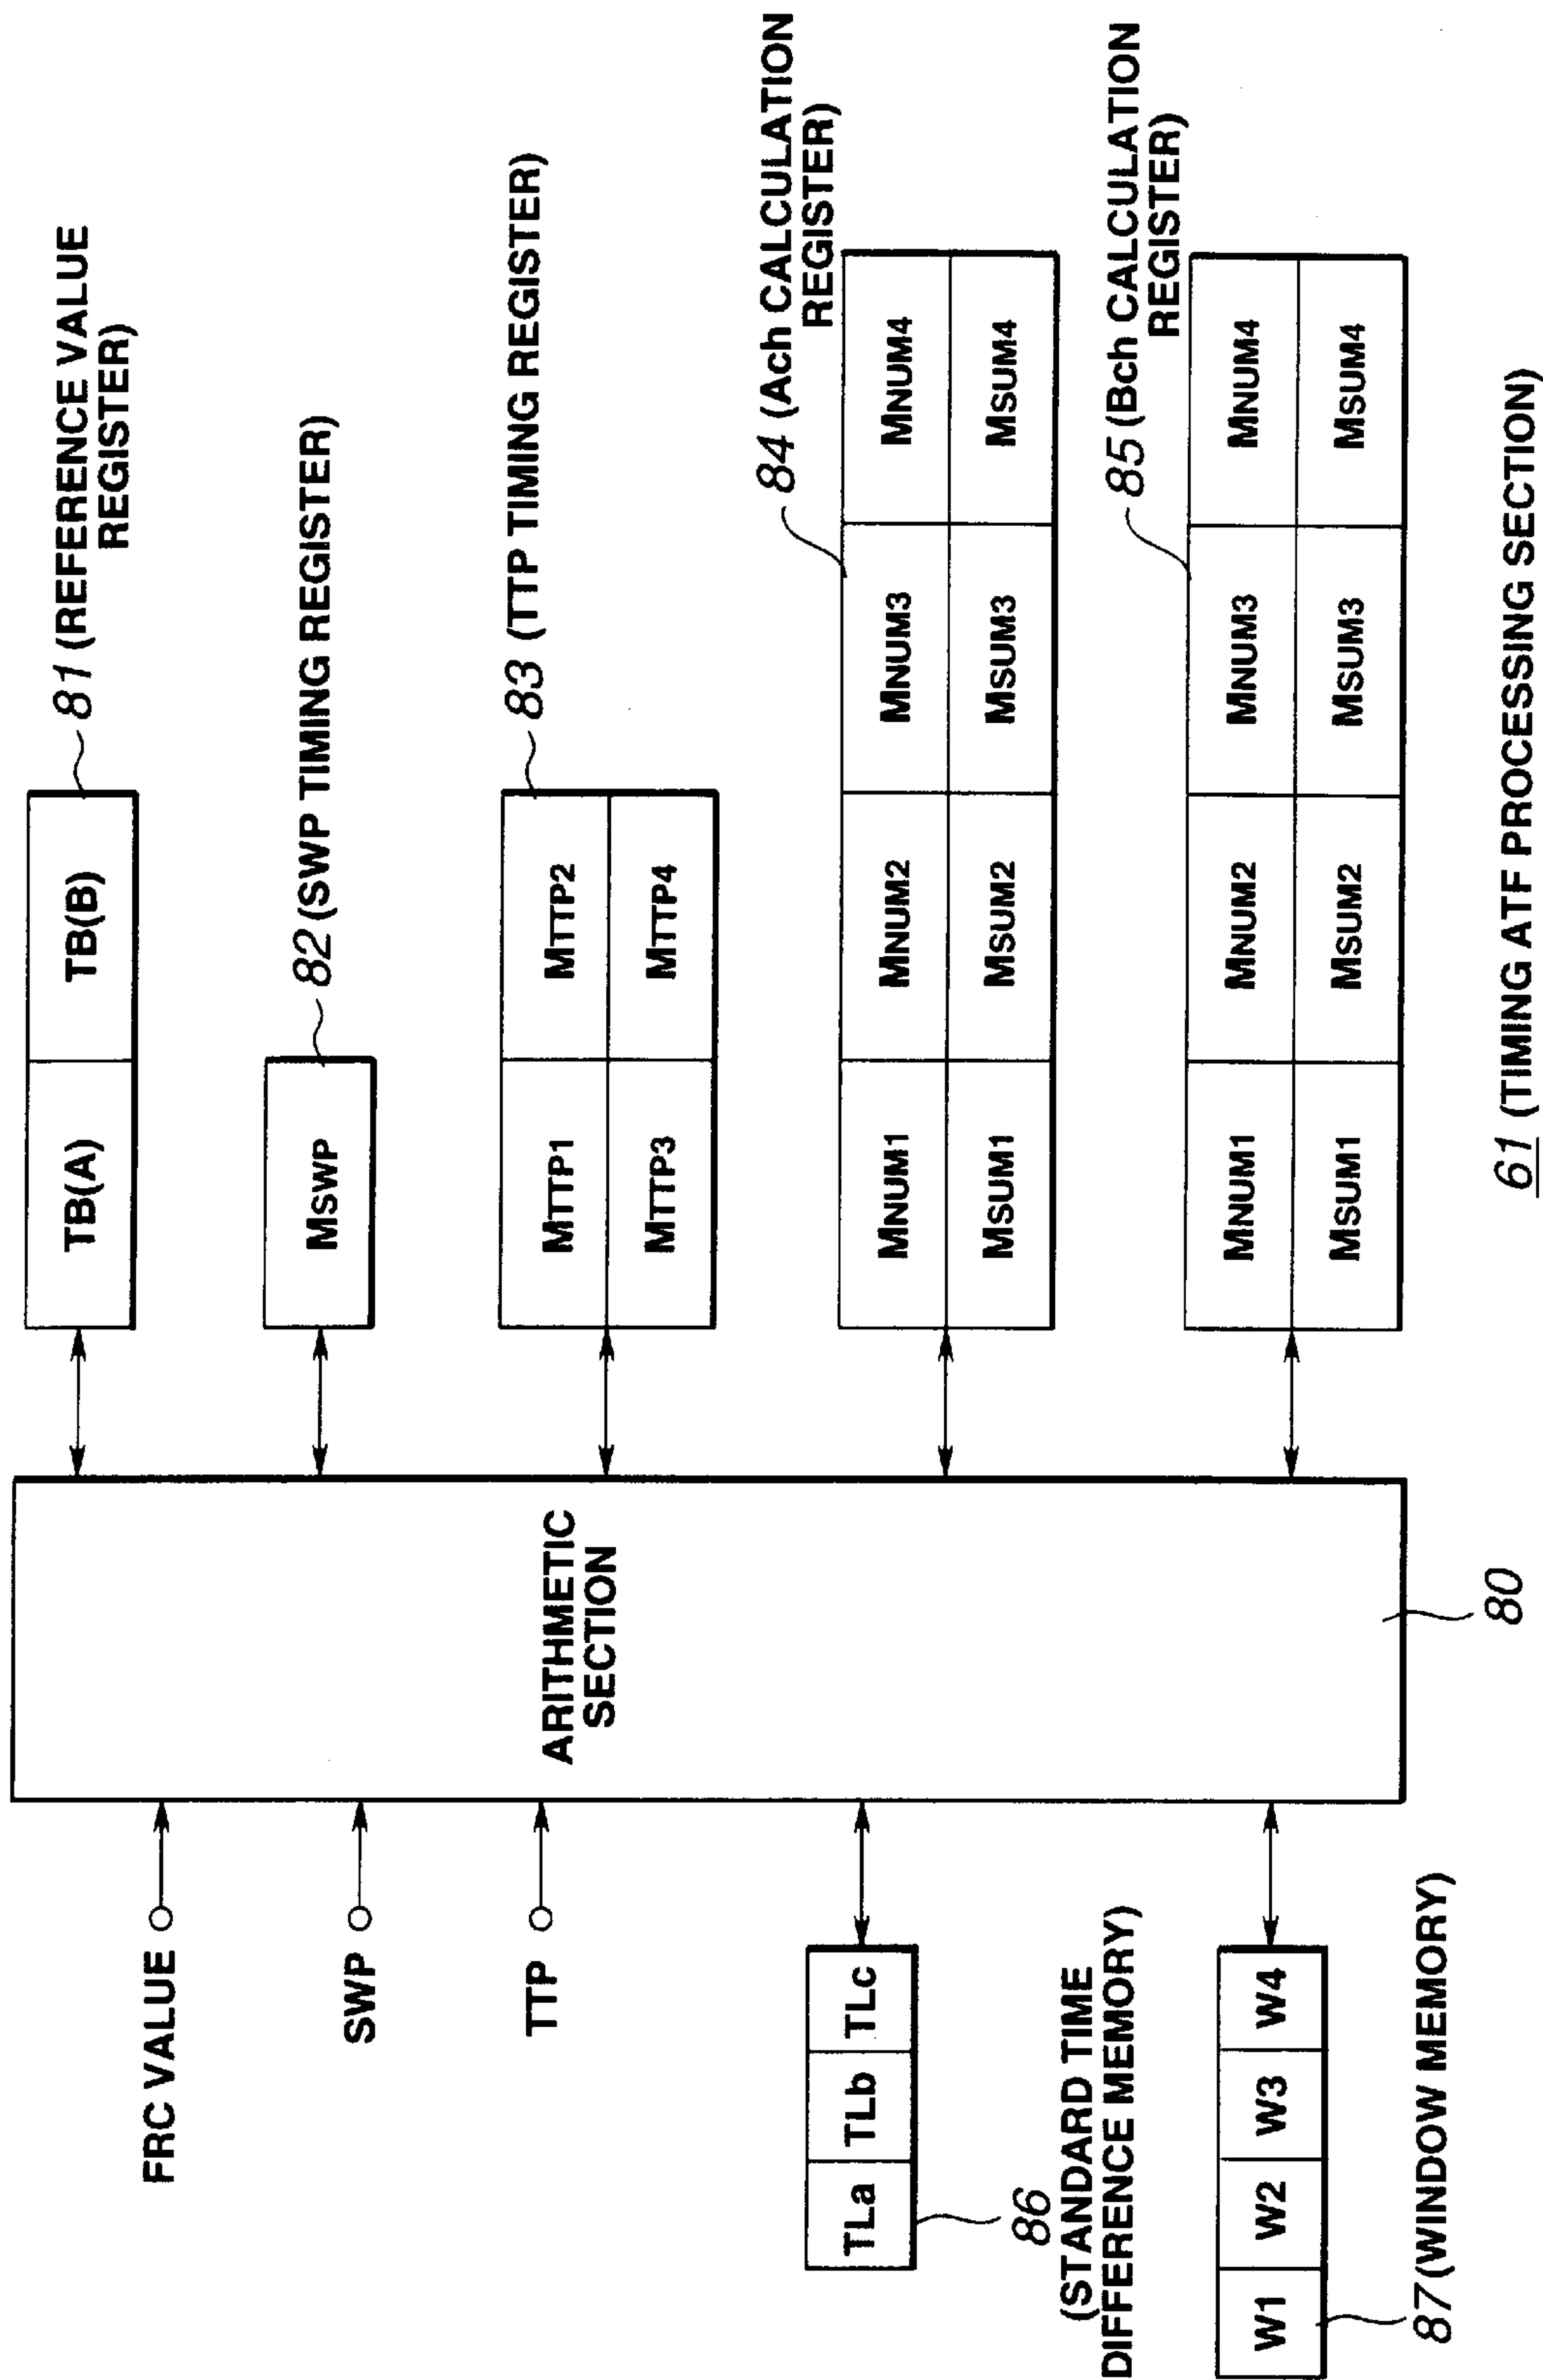 FRC VALUE
SWP
TTP
TLa TLb TLc
86
(STANDARD TIME
DIFFERENCE MEMORY)
W1 W2 W3 W4
87 (WINDOW MEMORY)
ARITHMETIC
SECTION
80
TB(A) TB(B)
81 (REFERENCE VALUE
REGISTER)
MSWP
82 (SWP TIMING REGISTER)
MTTP1 MTTP2
MTTP3 MTTP4
83 (TTP TIMING REGISTER)
84 (Ach CALCULATION
REGISTER)
MNUM1 MNUM2 MNUM3 MNUM4
MSUM1 MSUM2 MSUM3 MSUM4
85 (Bch CALCULATION
REGISTER)
MNUM1 MNUM2 MNUM3 MNUM4
MSUM1 MSUM2 MSUM3 MSUM4
61 (TIMING ATF PROCESSING SECTION)